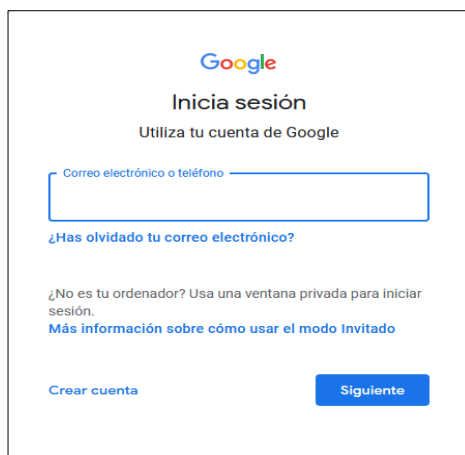 Google
Inicia sesión
Utiliza tu cuenta de Google
Correo electrónico o teléfono
¿Has olvidado tu correo electrónico?
¿No es tu ordenador? Usa una ventana privada para iniciar
sesión.
Más información sobre cómo usar el modo Invitado
Crear cuenta
Siguiente